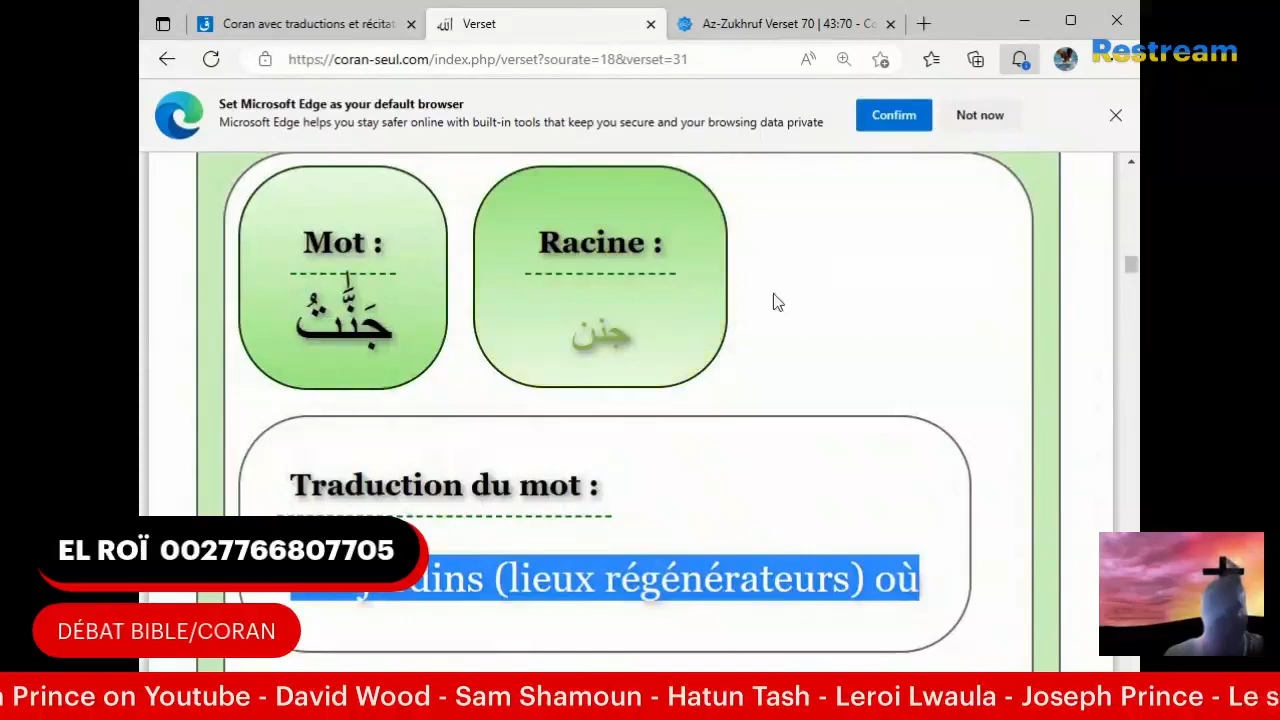 Coran avec traductions et récitat
Verset
Az-Zukhruf Verset 70 | 43:70 - Co
https://coran-seul.com/index.php/verset?sourate=18&verset=31
Restream
Set Microsoft Edge as your default browser
Microsoft Edge helps you stay safer online with built-in tools that keep you secure and your browsing data private
Confirm
Not now
Mot :
جَنَّٰتُ
Racine :
جنن
Traduction du mot :
dins (lieux régénérateurs) où
EL ROÏ 0027766807705
DÉBAT BIBLE/CORAN
Prince on Youtube - David Wood - Sam Shamoun - Hatun Tash - Leroi Lwaula - Joseph Prince - Le s